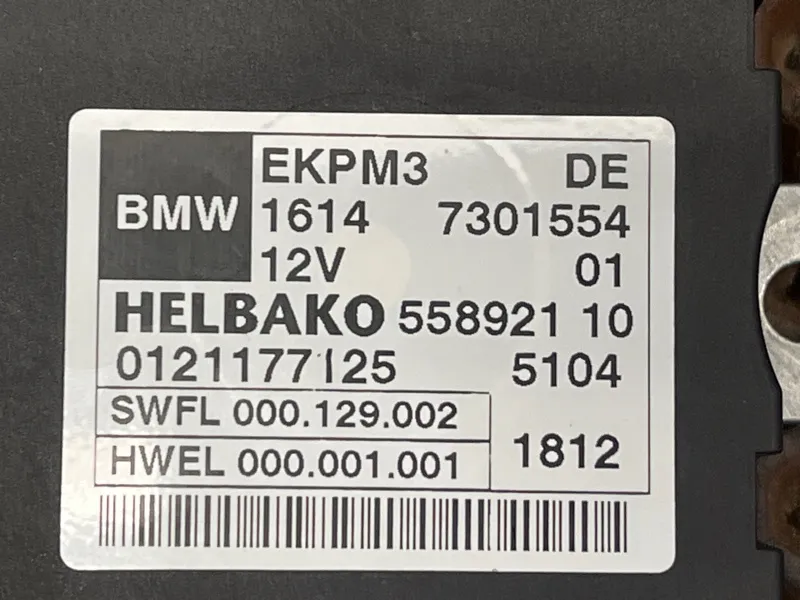 BMW
EKPM3 DE
1614 7301554
12V 01
HELBAKO 558921 10
0121177125 5104
SWFL 000.129.002
HWEL 000.001.001
1812